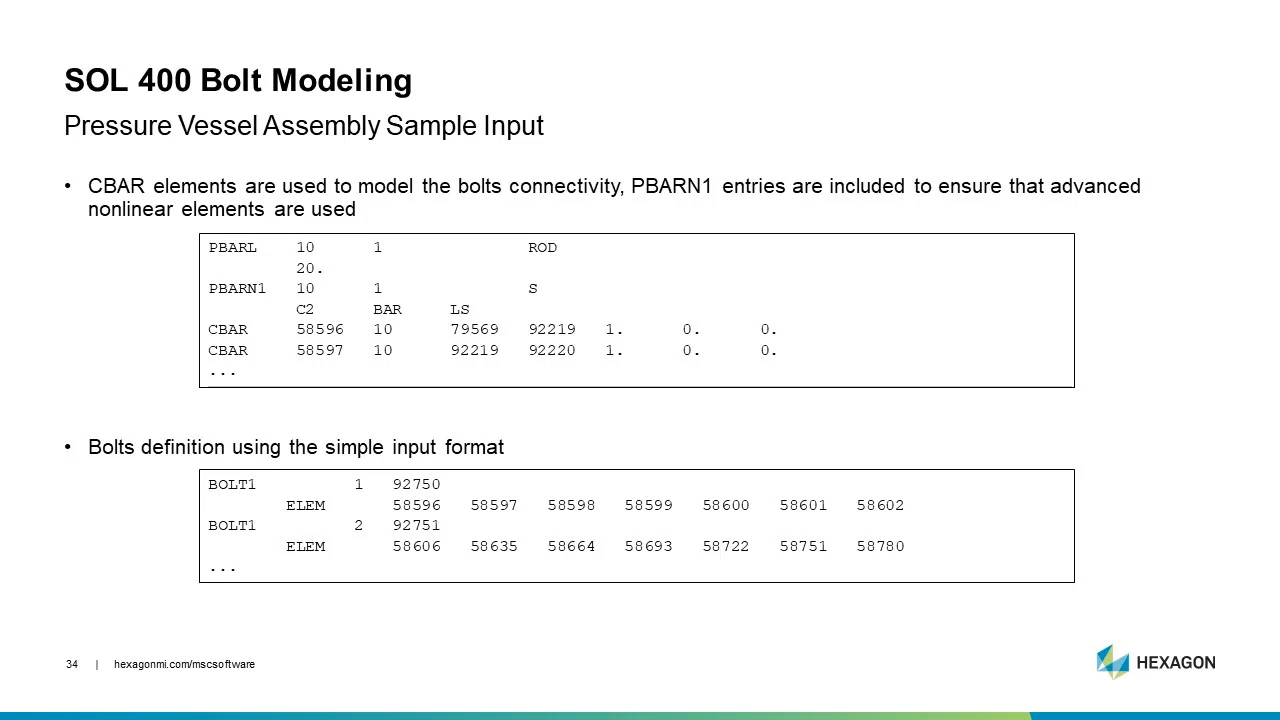 SOL 400 Bolt Modeling
Pressure Vessel Assembly Sample Input
• CBAR elements are used to model the bolts connectivity, PBARN1 entries are included to ensure that advanced
nonlinear elements are used
PBARL 10 1 ROD
20.
PBARN1 10 1 S
C2 BAR LS
CBAR 58596 10 79569 92219 1. 0. 0.
CBAR 58597 10 92219 92220 1. 0. 0.
...
• Bolts definition using the simple input format
BOLT1 1 92750
ELEM 58596 58597 58598 58599 58600 58601 58602
BOLT1 2 92751
ELEM 58606 58635 58664 58693 58722 58751 58780
...
34 | hexagonmi.com/mscsoftware
HEXAGON